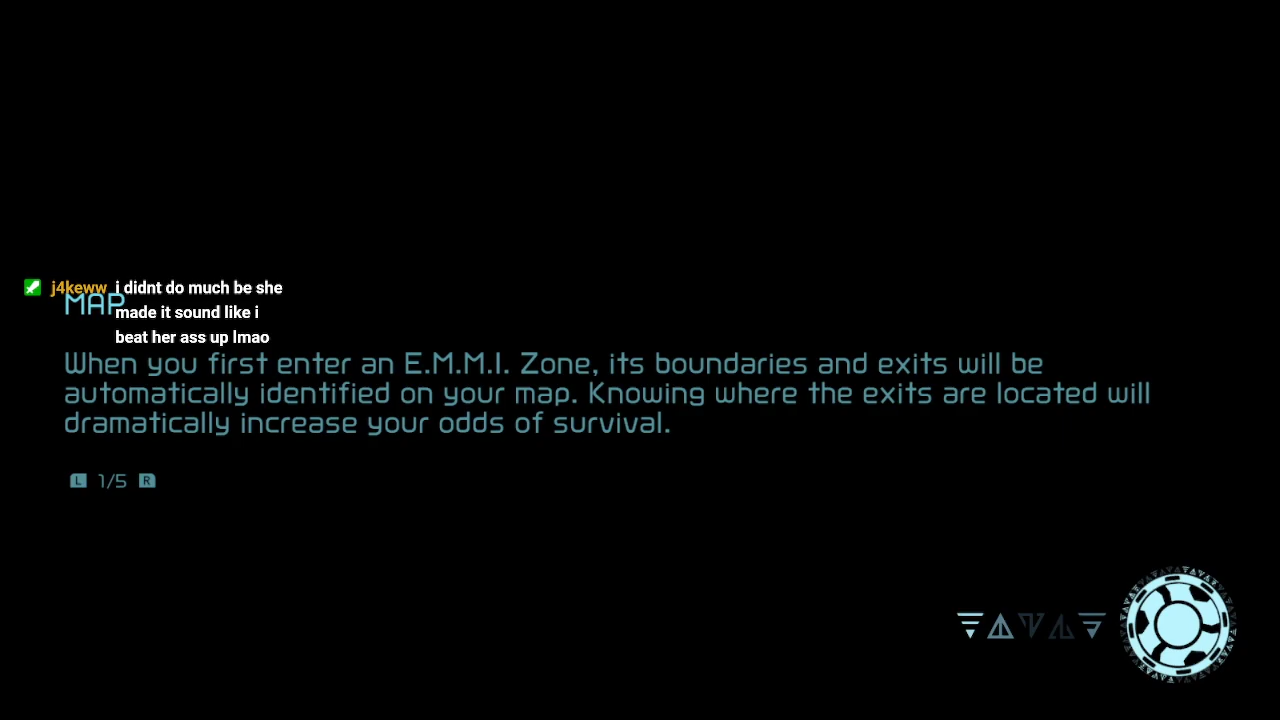 j4keww i didnt do much be she
made it sound like i
beat her ass up lmao
MAP
When you first enter an E.M.M.I. Zone, its boundaries and exits will be
automatically identified on your map. Knowing where the exits are located will
dramatically increase your odds of survival.
L 1/5 R